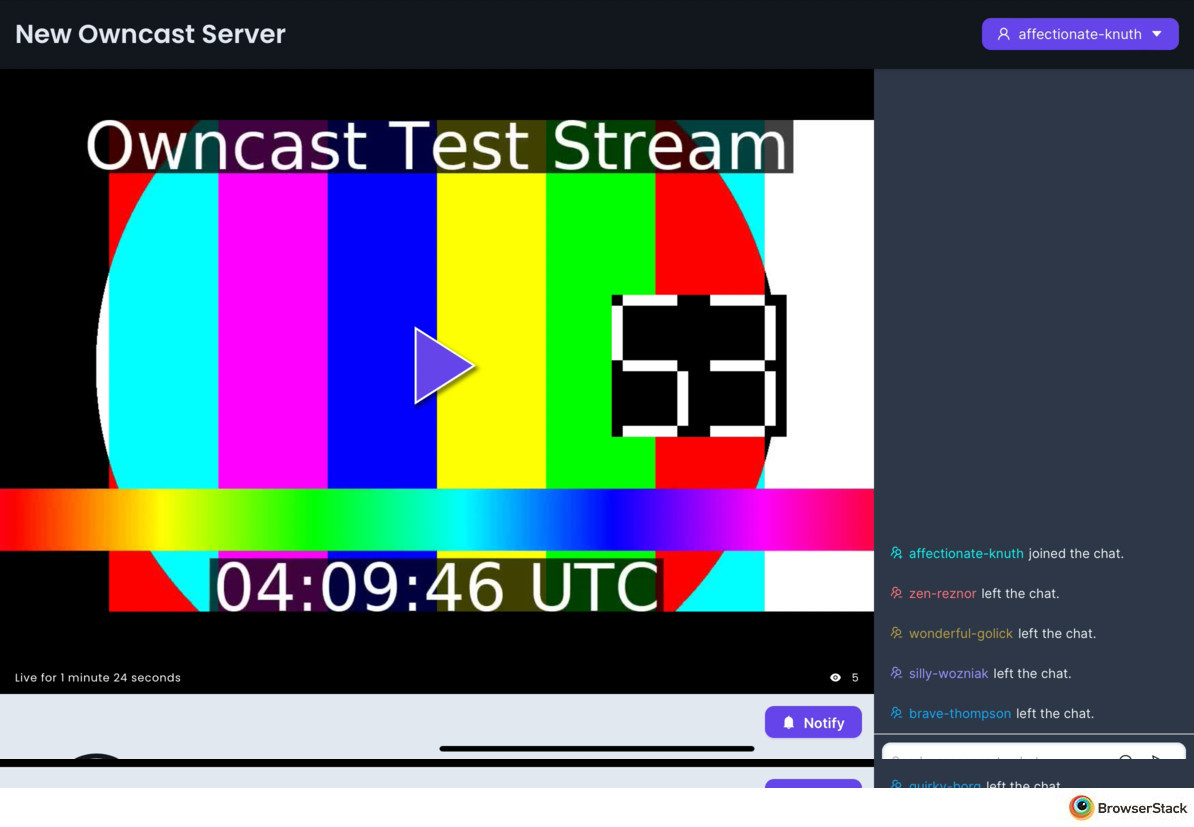 New Owncast Server
affectionate-knuth
Owncast Test Stream
53
04:09:46 UTC
Live for 1 minute 24 seconds
5
Notify
affectionate-knuth joined the chat.
zen-reznor left the chat.
wonderful-golick left the chat.
silly-wozniak left the chat.
brave-thompson left the chat.
quirky-borg left the chat.
BrowserStack